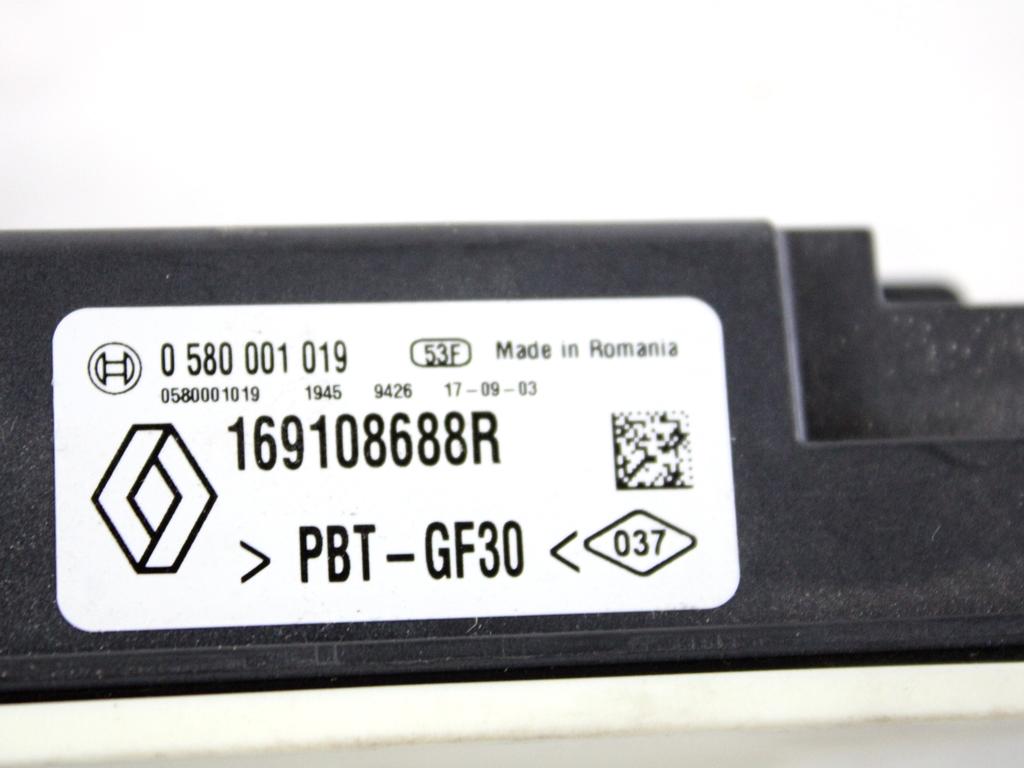 0 580 001 019 53F Made in Romania
0580001019 1945 9426 17-09-03
169108688R
> PBT-GF30 < 037